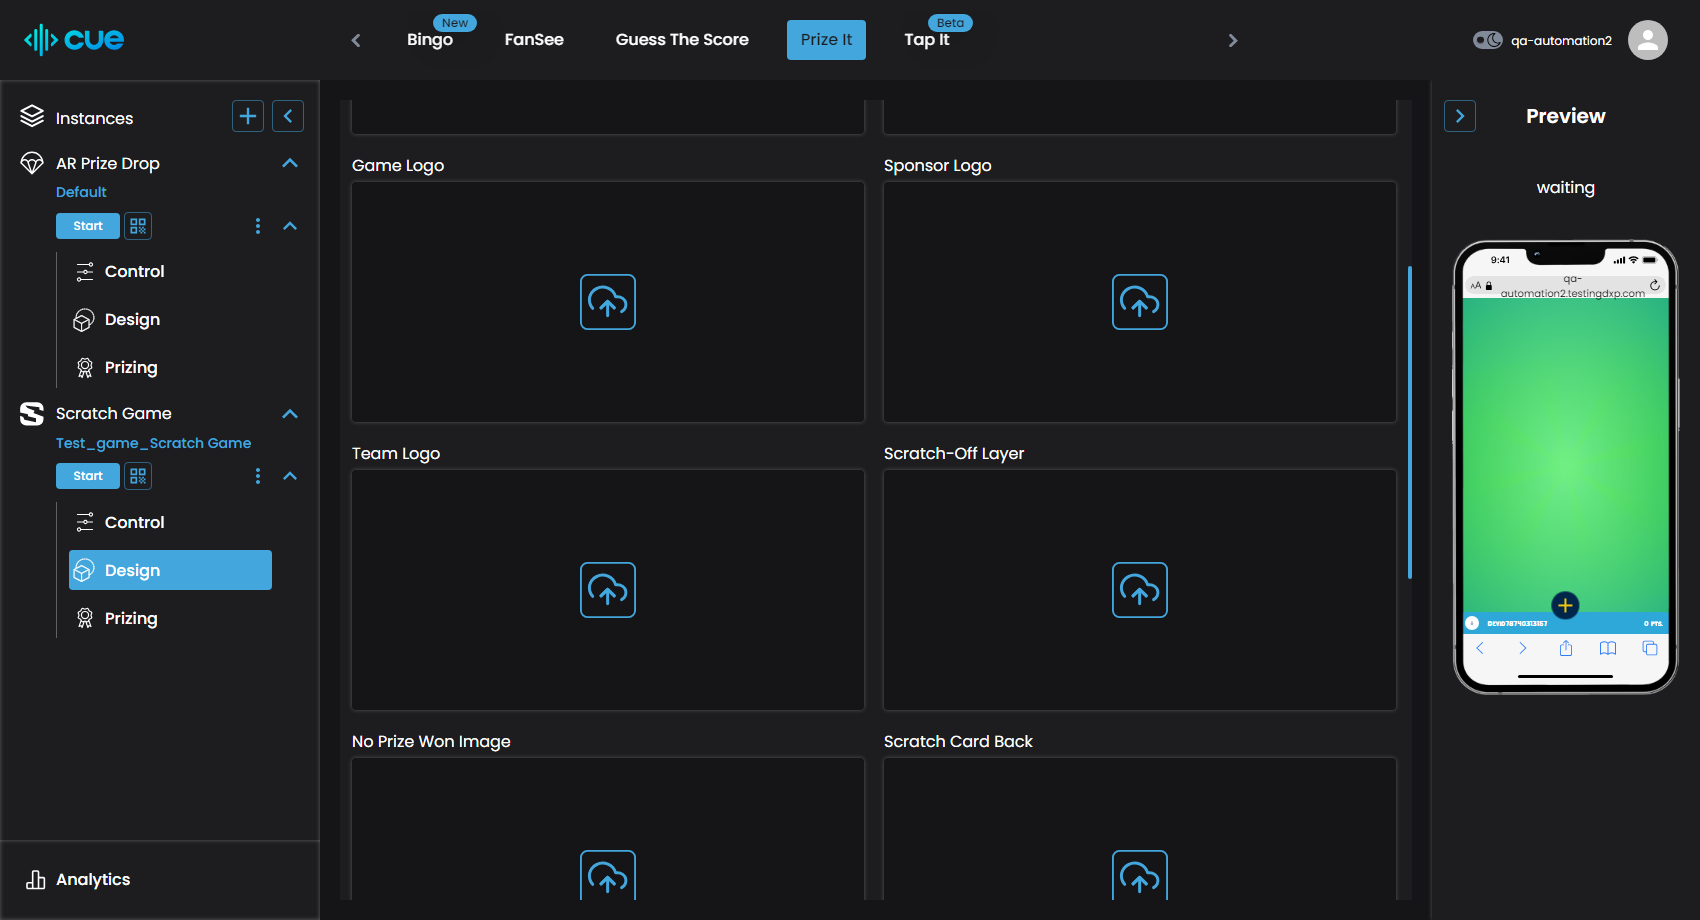 cue
New
Bingo
FanSee
Guess The Score
Prize It
Beta
Tap It
qa-automation2
Instances
AR Prize Drop
Default
Start
Control
Design
Prizing
Scratch Game
Test_game_Scratch Game
Start
Control
Design
Prizing
Analytics
Game Logo
Sponsor Logo
Team Logo
Scratch-Off Layer
No Prize Won Image
Scratch Card Back
Preview
waiting
9:41
AA
qa-
automation2.testingdxp.com
0 PTS.